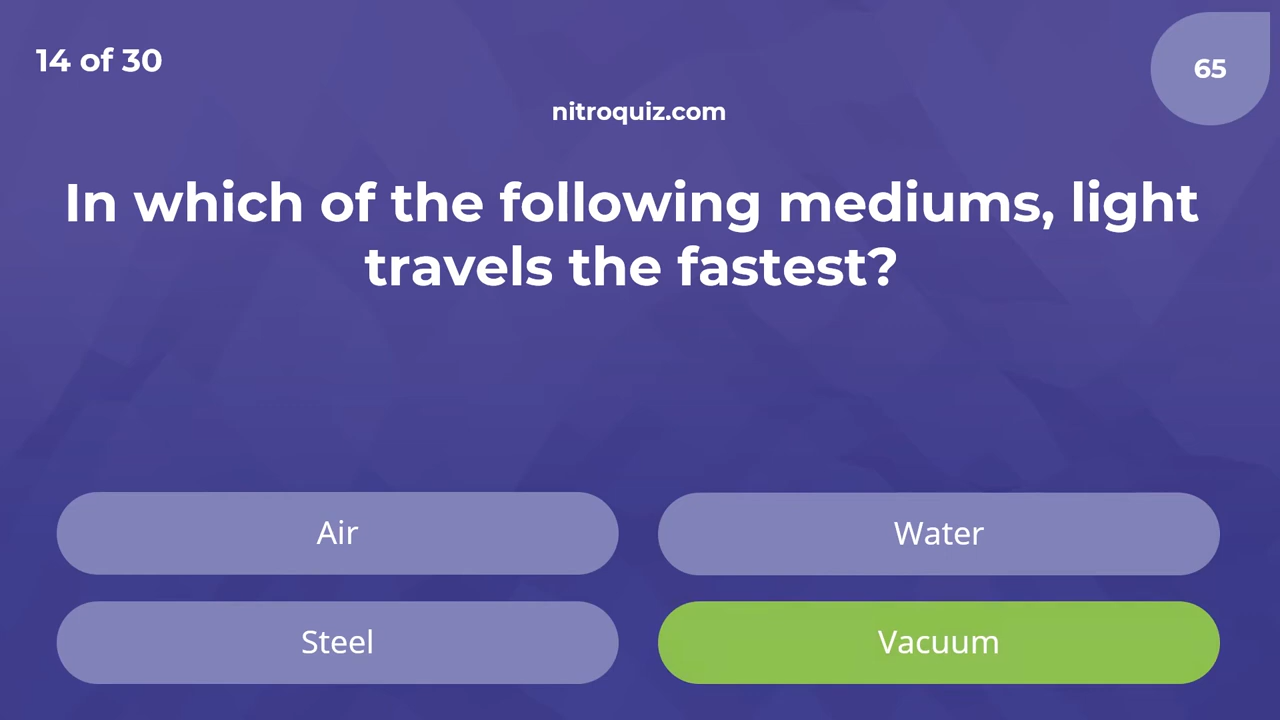 14 of 30
65
nitroquiz.com
In which of the following mediums, light
travels the fastest?
Air
Water
Steel
Vacuum